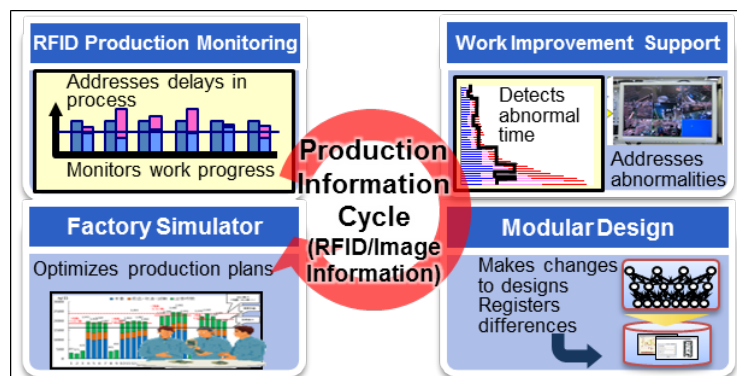 RFID Production Monitoring
Addresses delays in
process
Monitors work progress
Work Improvement Support
Detects
abnormal
time
Addresses
abnormalities
Production
Information
Cycle
(RFID/Image
Information)
Factory Simulator
Optimizes production plans
Modular Design
Makes changes
to designs
Registers
differences